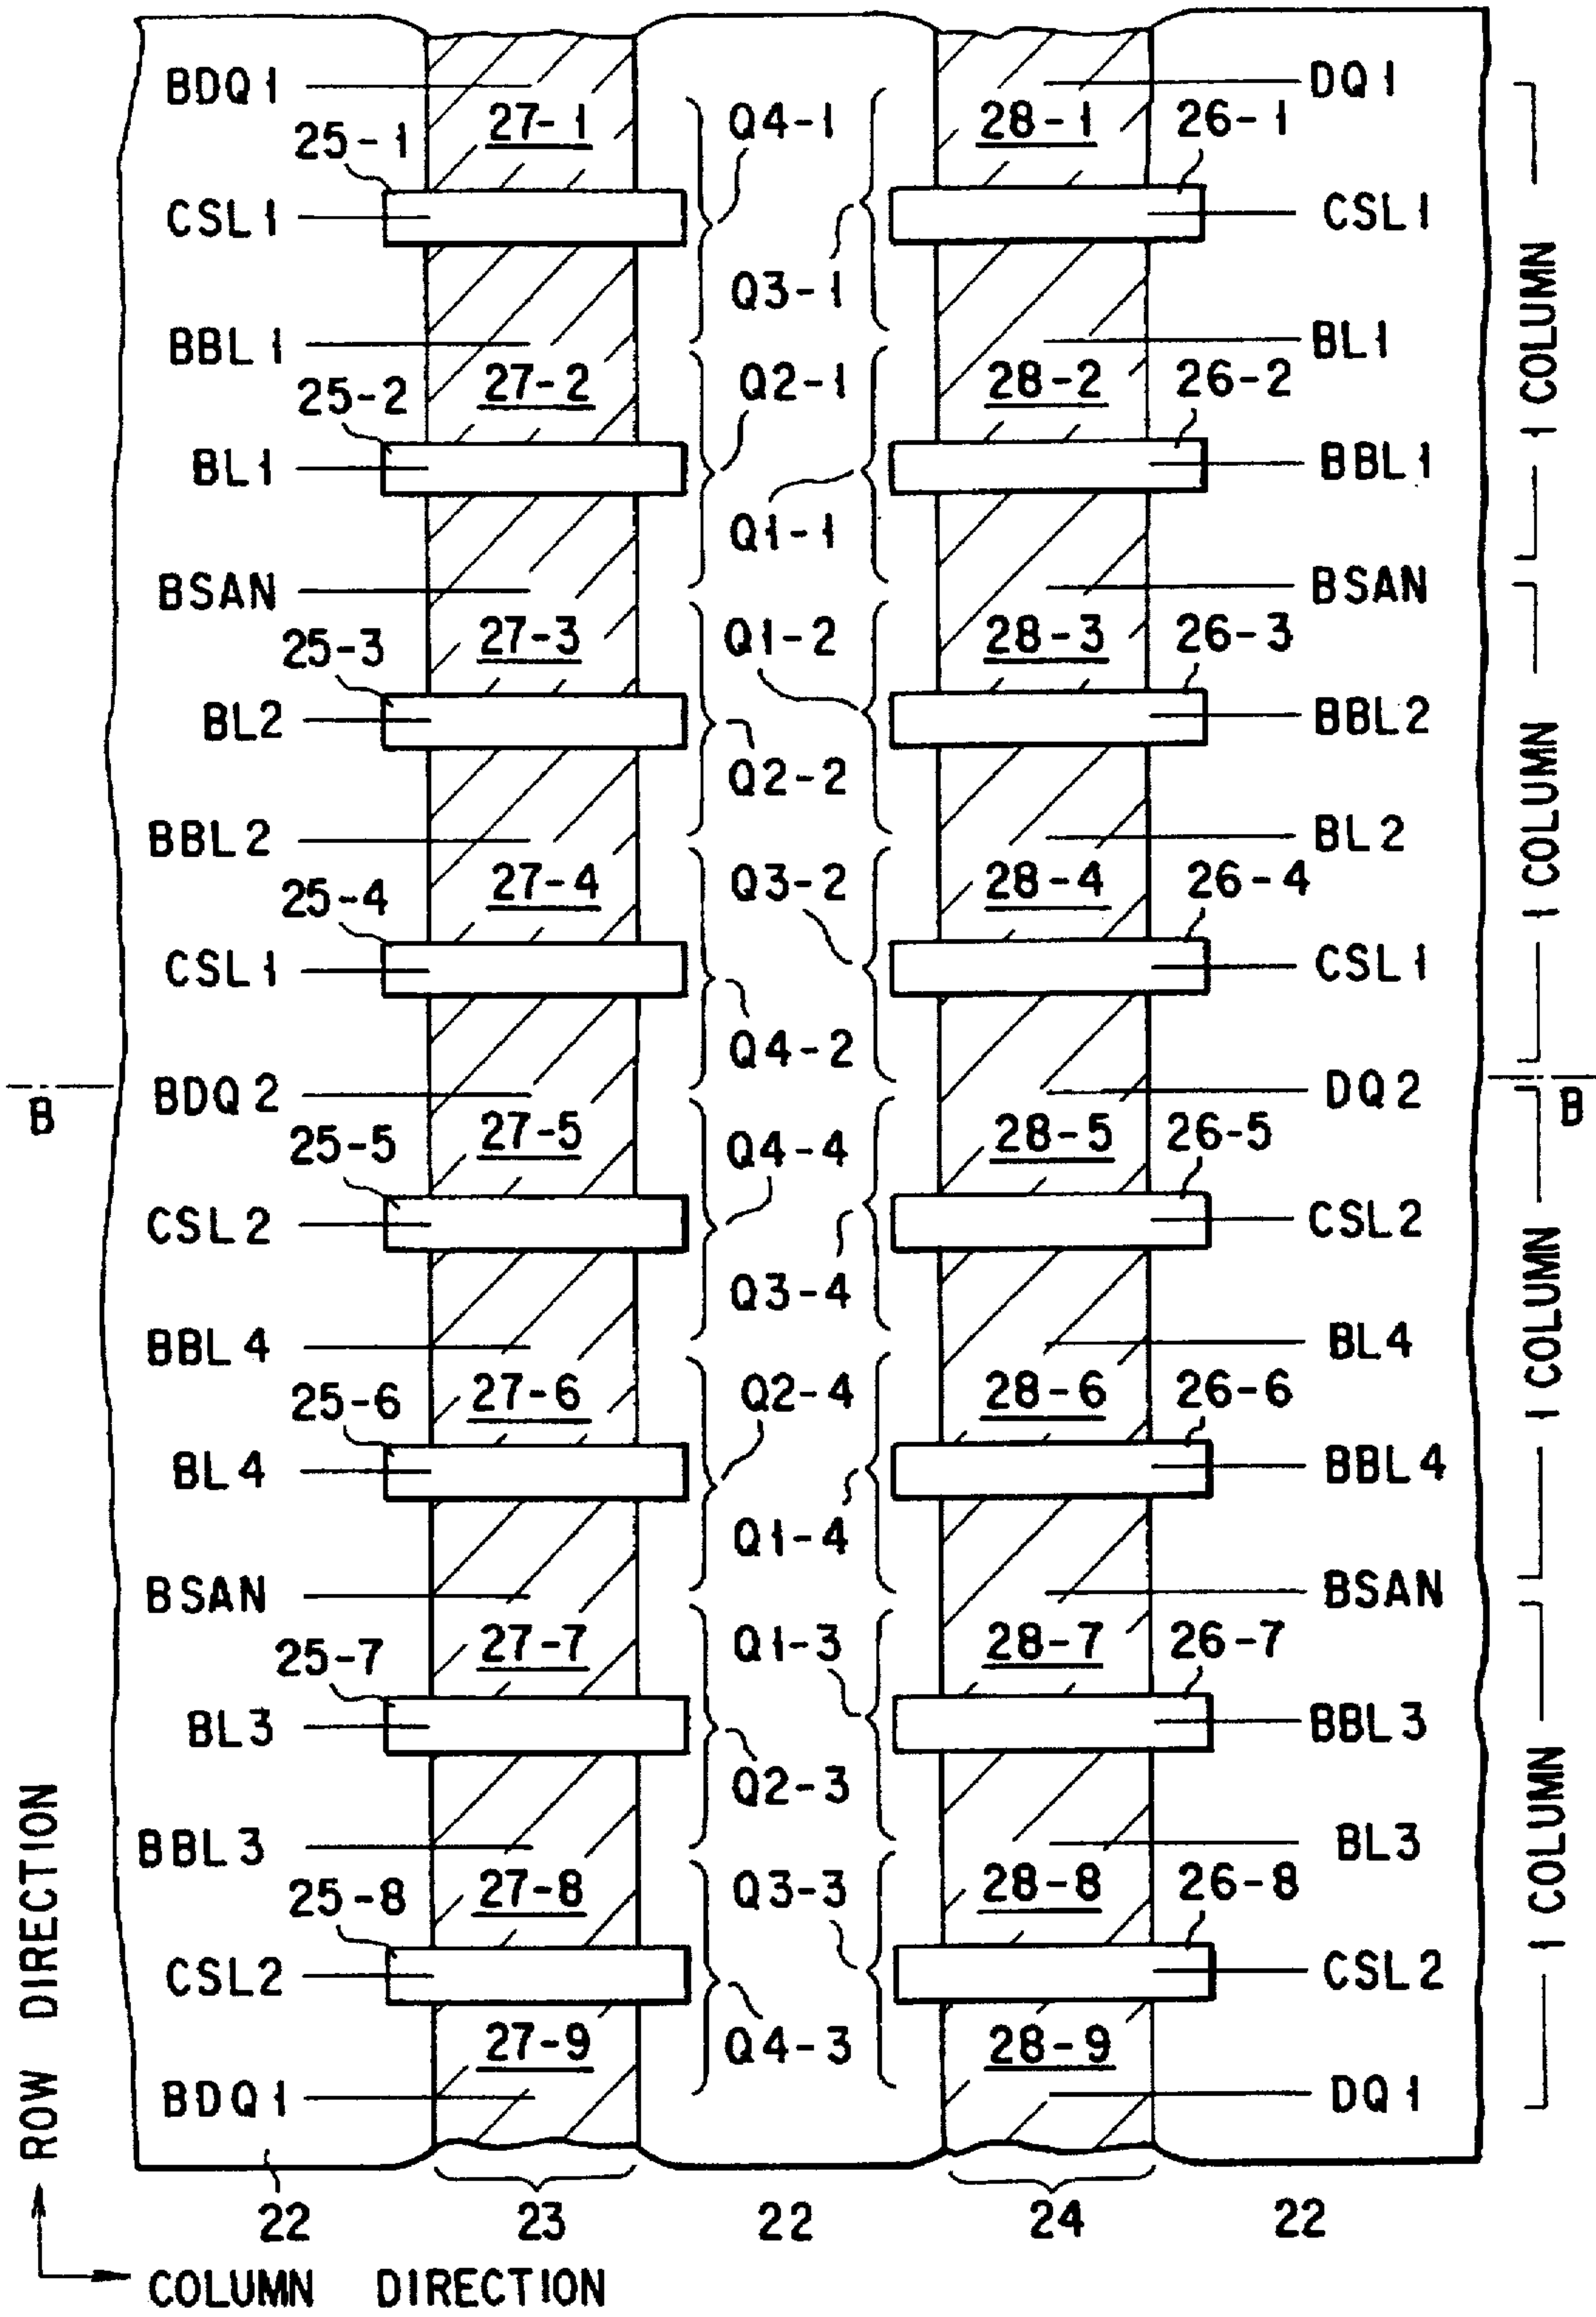 BDQ1 27-1 Q4-1 28-1 26-1 DQ1
25-1
CSL1 CSL1
Q3-1
BBL1 BL1
25-2 27-2 Q2-1 28-2 26-2
BL1 BBL1
Q1-1
1 COLUMN
BSAN BSAN
25-3 27-3 Q1-2 28-3 26-3
BL2 BBL2
Q2-2
BBL2 BL2
25-4 27-4 Q3-2 28-4 26-4
CSL1 CSL1
1 COLUMN
Q4-2
B BDQ2 DQ2 B
25-5 27-5 Q4-4 28-5 26-5
CSL2 CSL2
Q3-4
BBL4 BL4
25-6 27-6 Q2-4 28-6 26-6
1 COLUMN
BL4 BBL4
Q1-4
BSAN BSAN
25-7 27-7 Q1-3 28-7 26-7
BL3 BBL3
Q2-3
BBL3 BL3
25-8 27-8 Q3-3 28-8 26-8
1 COLUMN
CSL2 CSL2
27-9 Q4-3 28-9
BDQ1 DQ1
22 23 22 24 22
ROW DIRECTION
COLUMN DIRECTION